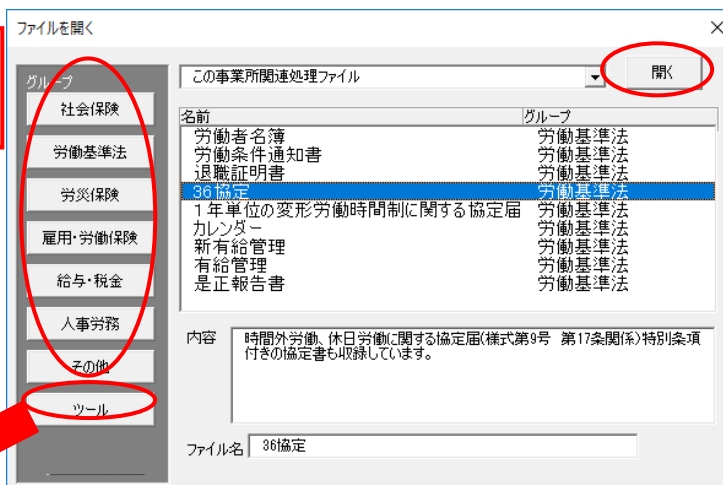 ファイルを開く
グループ
社会保険
労働基準法
労災保険
雇用・労働保険
給与・税金
人事労務
その他
ツール
この事業所関連処理ファイル
開く
名前 グループ
労働者名簿 労働基準法
労働条件通知書 労働基準法
退職証明書 労働基準法
36協定 労働基準法
1年単位の変形労働時間制に関する協定届 労働基準法
カレンダー 労働基準法
新有給管理 労働基準法
有給管理 労働基準法
是正報告書 労働基準法
内容
時間外労働、休日労働に関する協定届(様式第9号 第17条関係)特別条項
付きの協定書も収録しています。
ファイル名 36協定